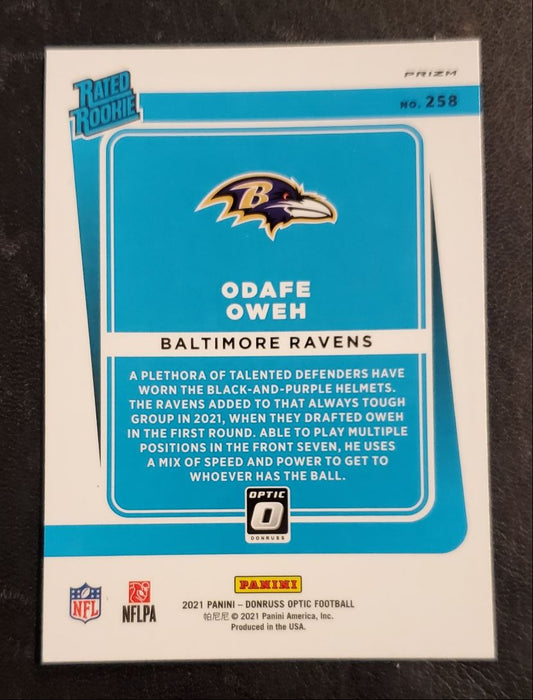 RATED
ROOKIE
PRIZM
NO. 258
B
ODAFE
OWEH
BALTIMORE RAVENS
A PLETHORA OF TALENTED DEFENDERS HAVE
WORN THE BLACK-AND-PURPLE HELMETS.
THE RAVENS ADDED TO THAT ALWAYS TOUGH
GROUP IN 2021, WHEN THEY DRAFTED OWEH
IN THE FIRST ROUND. ABLE TO PLAY MULTIPLE
POSITIONS IN THE FRONT SEVEN, HE USES
A MIX OF SPEED AND POWER TO GET TO
WHOEVER HAS THE BALL.
OPTIC
O
DONRUSS
PANINI
NFL
NFLPA
2021 PANINI – DONRUSS OPTIC FOOTBALL
帕尼尼 © 2021 Panini America, Inc.
Produced in the USA.